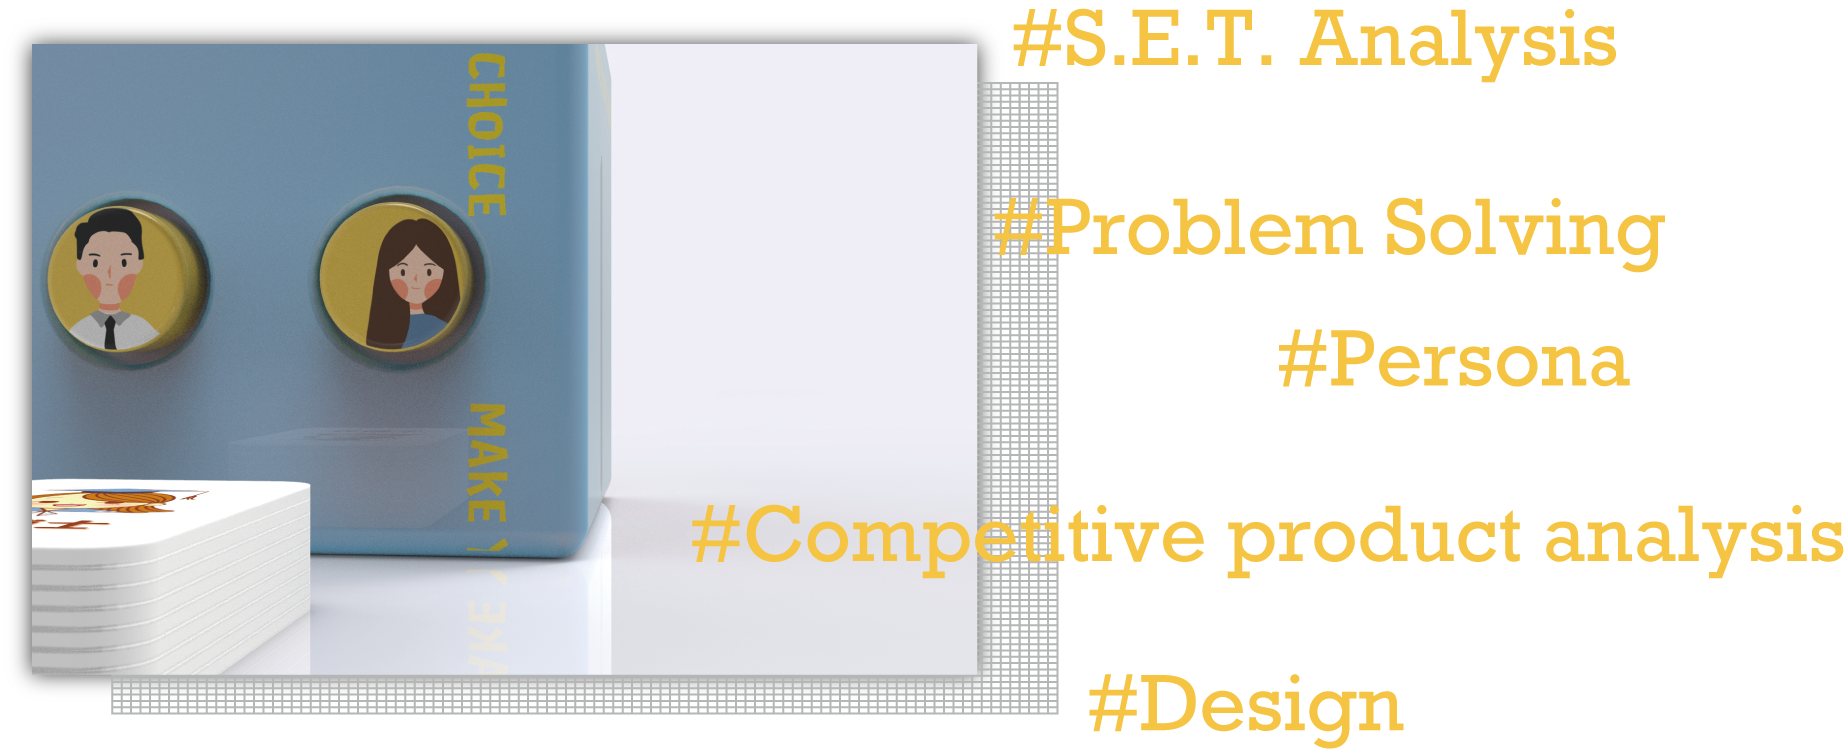 #S.E.T. Analysis
#Problem Solving
#Persona
#Competitive product analysis
#Design
CHOICE
MAKE